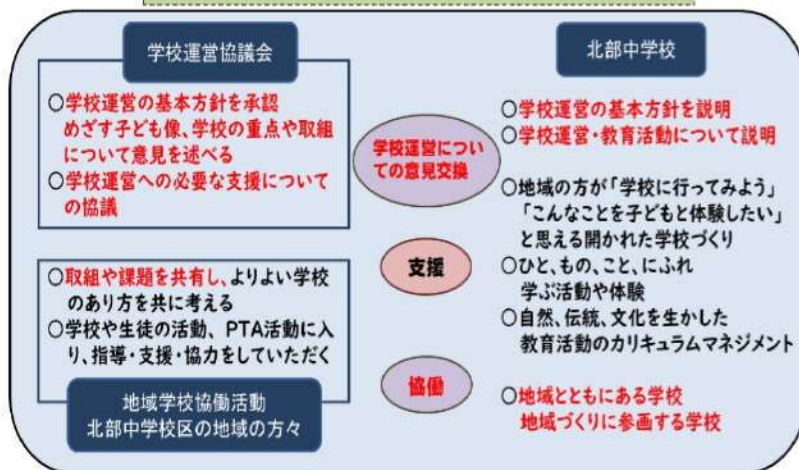 学校運営協議会
○学校運営の基本方針を承認
めざす子ども像、学校の重点や取組
について意見を述べる
○学校運営への必要な支援についての
の協議
○取組や課題を共有し、よりよい学校
のあり方を共に考える
○学校や生徒の活動、PTA活動に入
り、指導・支援・協力をしていただく
地域学校協働活動
北部中学校区の地域の方々
学校運営につい
ての意見交換
支援
協働
北部中学校
○学校運営の基本方針を説明
○学校運営・教育活動について説明
○地域の方が「学校に行ってみよう」
「こんなことを子どもと体験したい」
と思える開かれた学校づくり
○ひと、もの、こと、にふれ
学ぶ活動や体験
○自然、伝統、文化を生かした
教育活動のカリキュラムマネジメント
○地域とともにある学校
地域づくりに参画する学校